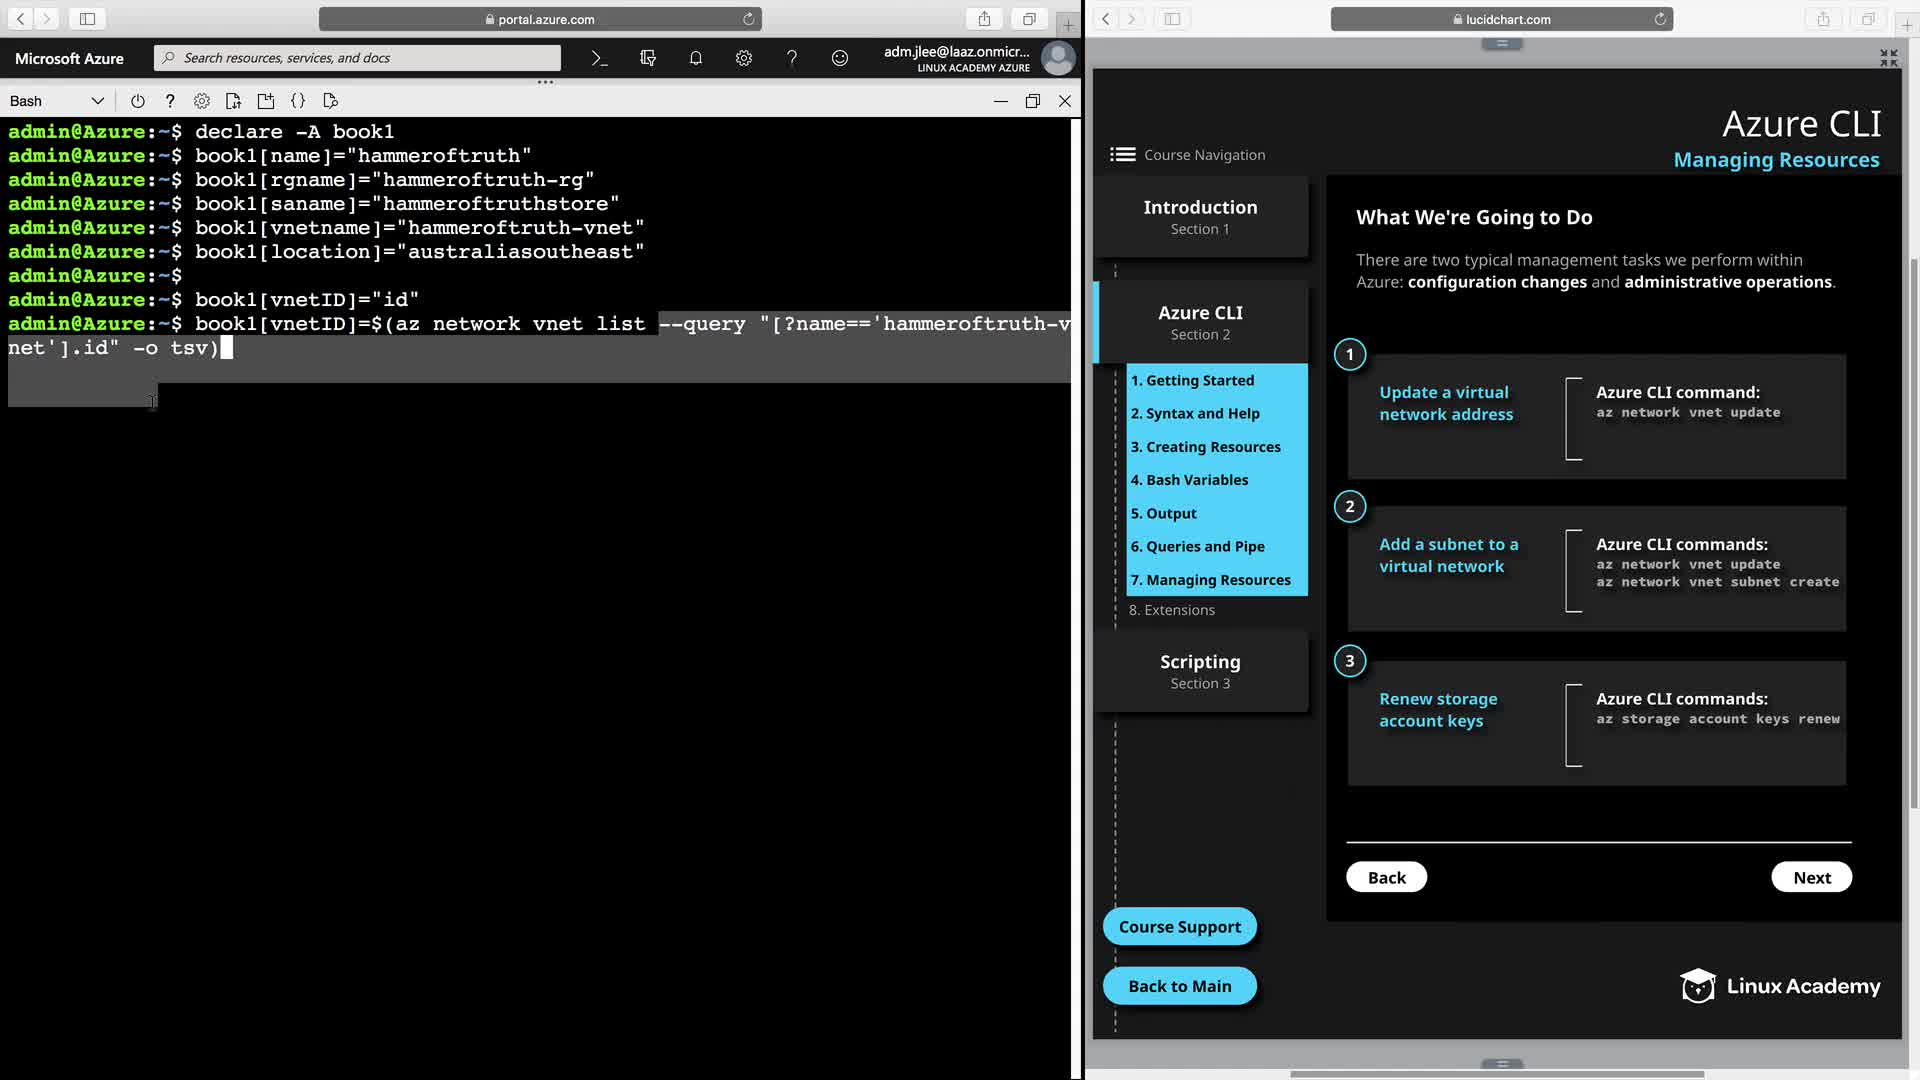 portal.azure.com
Microsoft Azure
Search resources, services, and docs
adm.jlee@laaz.onmicr...
LINUX ACADEMY AZURE
Bash
admin@Azure:~$ declare -A book1
admin@Azure:~$ book1[name]="hammeroftruth"
admin@Azure:~$ book1[rgname]="hammeroftruth-rg"
admin@Azure:~$ book1[saname]="hammeroftruthstore"
admin@Azure:~$ book1[vnetname]="hammeroftruth-vnet"
admin@Azure:~$ book1[location]="australiasoutheast"
admin@Azure:~$
admin@Azure:~$ book1[vnetID]="id"
admin@Azure:~$ book1[vnetID]=$(az network vnet list --query "[?name=='hammeroftruth-v
net'].id" -o tsv)
lucidchart.com
Azure CLI
Managing Resources
Course Navigation
Introduction
Section 1
Azure CLI
Section 2
1. Getting Started
2. Syntax and Help
3. Creating Resources
4. Bash Variables
5. Output
6. Queries and Pipe
7. Managing Resources
8. Extensions
Scripting
Section 3
Course Support
Back to Main
What We're Going to Do
There are two typical management tasks we perform within
Azure: configuration changes and administrative operations.
1
Update a virtual
network address
Azure CLI command:
az network vnet update
2
Add a subnet to a
virtual network
Azure CLI commands:
az network vnet update
az network vnet subnet create
3
Renew storage
account keys
Azure CLI commands:
az storage account keys renew
Back
Next
Linux Academy